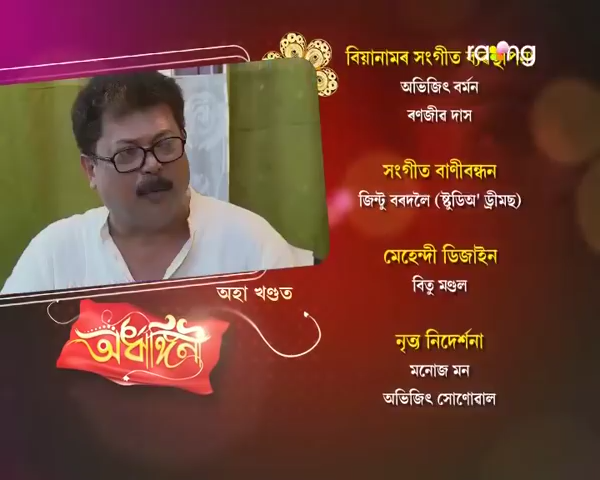 rang
বিয়ানামৰ সংগীত ব্যৱস্থাপনা
অভিজিৎ বৰ্মন
ৰণজীৱ দাস
সংগীত বাণীবন্ধন
জিন্টু বৰদলৈ (ষ্টুডিঅ' ড্ৰীমছ)
মেহেন্দী ডিজাইন
বিতু মণ্ডল
নৃত্য নিদেৰ্শনা
মনোজ মন
অভিজিৎ সোণোৱাল
অহা খণ্ডত
অৰ্ধাঙ্গিনী